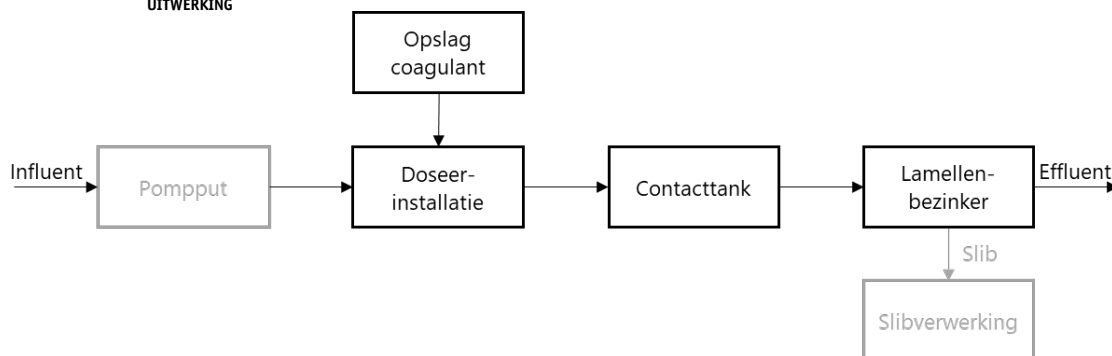 UITWERKING
Opslag
coagulant
Influent
Pompput
Doseer-
installatie
Contacttank
Lamellen-
bezinker
Effluent
Slib
Slibverwerking